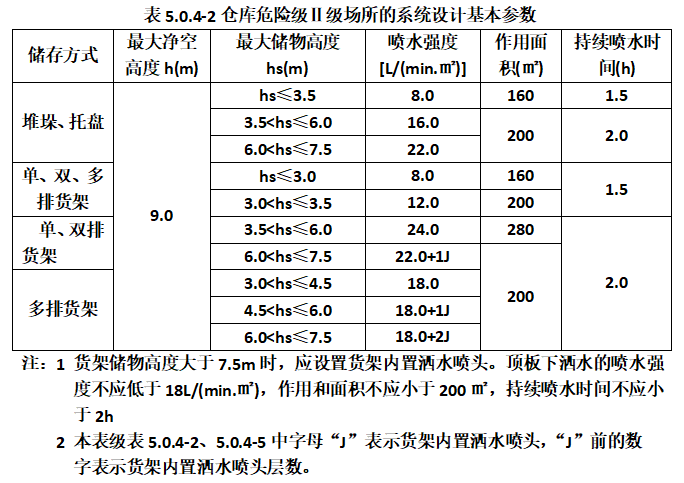 表 5.0.4-2 仓库危险级Ⅱ级场所的系统设计基本参数
储存方式 最大净空高度 h(m) 最大储物高度 hs(m) 喷水强度 [L/(min.㎡)] 作用面积(㎡) 持续喷水时间(h)
堆垛、托盘 9.0 hs≤3.5 8.0 160 1.5
3.5<hs≤6.0 16.0 200 2.0
6.0<hs≤7.5 22.0
单、双、多排货架 hs≤3.0 8.0 160 1.5
3.0<hs≤3.5 12.0 200
单、双排货架 3.5<hs≤6.0 24.0 280 2.0
6.0<hs≤7.5 22.0+1J 200
多排货架 3.0<hs≤4.5 18.0
4.5<hs≤6.0 18.0+1J
6.0<hs≤7.5 18.0+2J
注：1 货架储物高度大于 7.5m 时，应设置货架内置洒水喷头。顶板下洒水的喷水强
度不应低于 18L/(min.㎡)，作用和面积不应小于 200 ㎡，持续喷水时间不应小
于 2h
2 本表级表 5.0.4-2、5.0.4-5 中字母“J”表示货架内置洒水喷头，“J”前的数
字表示货架内置洒水喷头层数。